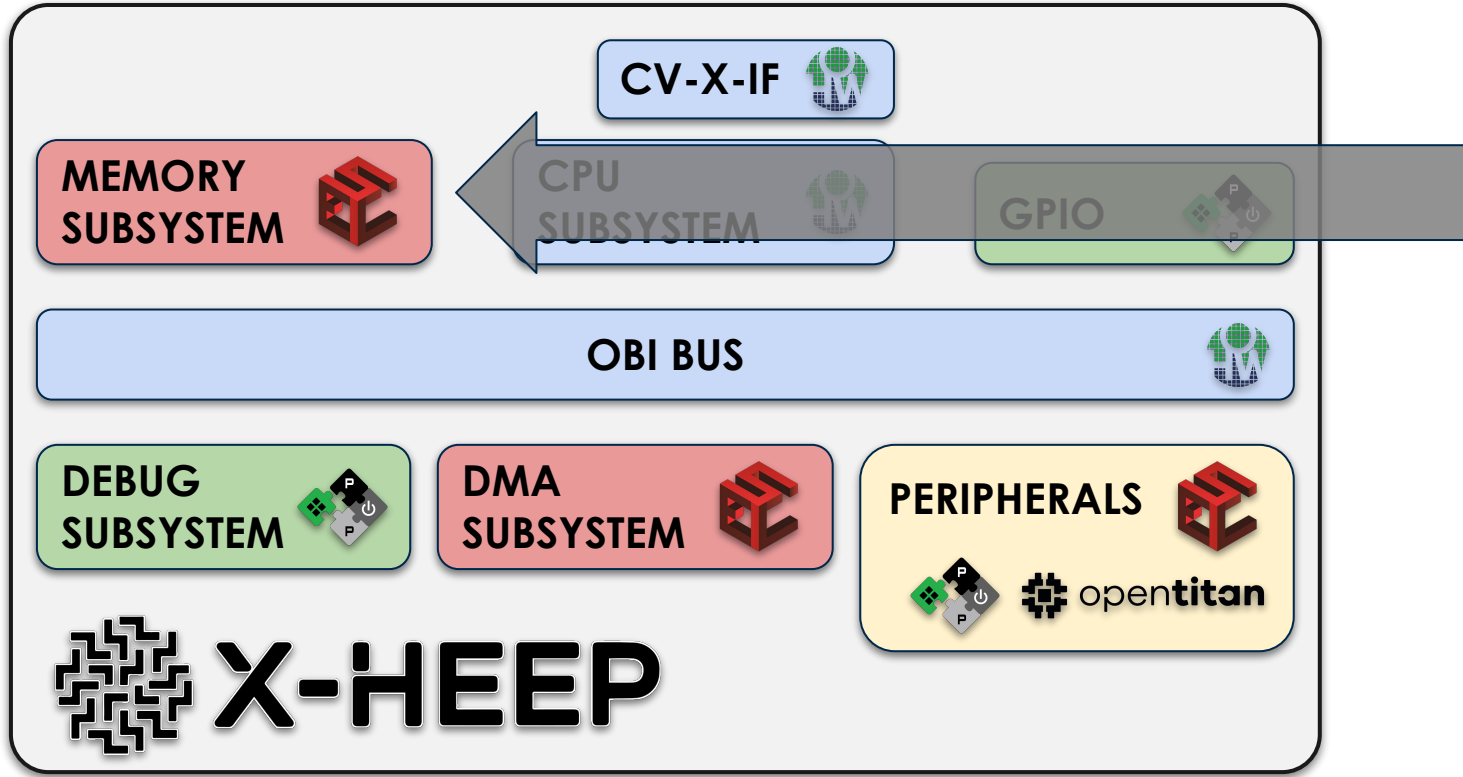 CV-X-IF
MEMORY
SUBSYSTEM
CPU
SUBSYSTEM
GPIO
P
P
OBI BUS
DEBUG
SUBSYSTEM
P
P
DMA
SUBSYSTEM
PERIPHERALS
P
P
opentitan
X-HEEP